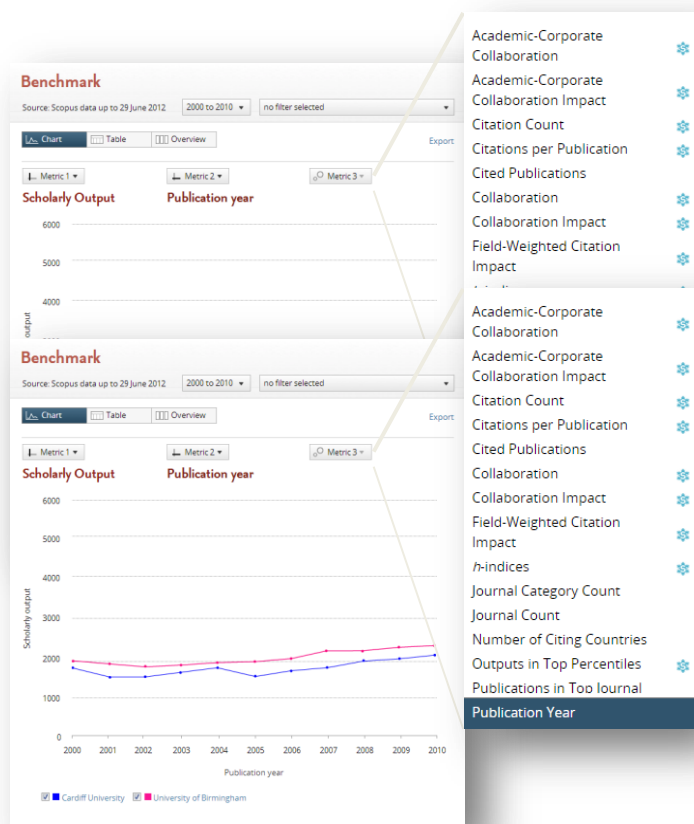 Benchmark
Source: Scopus data up to 29 June 2012 2000 to 2010 no filter selected
Chart Table Overview Export
Metric 1 Metric 2 Metric 3
Scholarly Output Publication year
6000
5000
4000
output
Academic-Corporate
Collaboration
Academic-Corporate
Collaboration Impact
Citation Count
Citations per Publication
Cited Publications
Collaboration
Collaboration Impact
Field-Weighted Citation
Impact
Benchmark
Source: Scopus data up to 29 June 2012 2000 to 2010 no filter selected
Chart Table Overview Export
Metric 1 Metric 2 Metric 3
Scholarly Output Publication year
6000
5000
4000
3000
2000
1000
0
Scholarly output
2000 2001 2002 2003 2004 2005 2006 2007 2008 2009 2010
Publication year
Cardiff University University of Birmingham
Academic-Corporate
Collaboration
Academic-Corporate
Collaboration Impact
Citation Count
Citations per Publication
Cited Publications
Collaboration
Collaboration Impact
Field-Weighted Citation
Impact
h-indices
Journal Category Count
Journal Count
Number of Citing Countries
Outputs in Top Percentiles
Publications in Top Journal
Publication Year